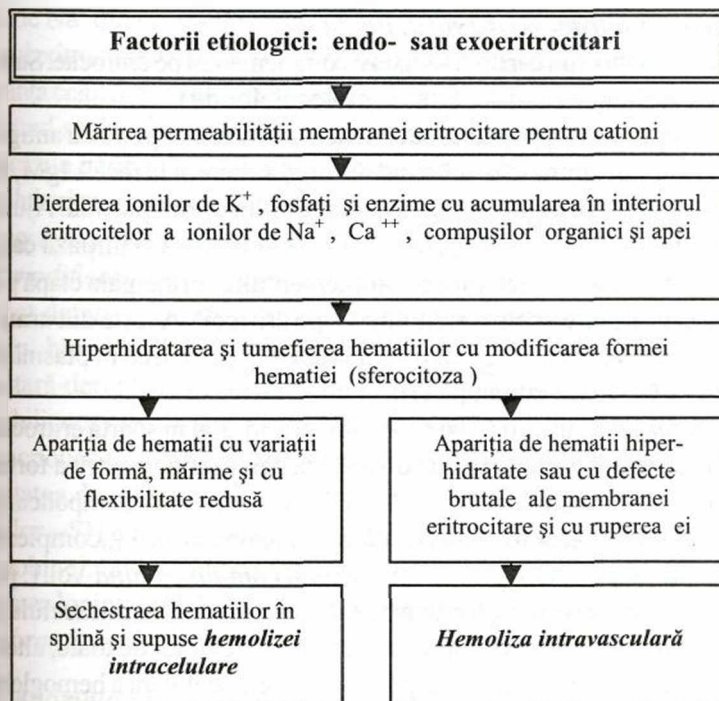 Factorii etiologici: endo- sau exoeritrocitari
Mărirea permeabilității membranei eritrocitare pentru cationi
Pierderea ionilor de K⁺, fosfați și enzime cu acumularea în interiorul
eritrocitelor a ionilor de Na⁺, Ca⁺⁺, compușilor organici și apei
Hiperhidratarea și tumefierea hematiilor cu modificarea formei
hematiei (sferocitoza )
Apariția de hematii cu variații
de formă, mărime și cu
flexibilitate redusă
Apariția de hematii hiper-
hidratate sau cu defecte
brutale ale membranei
eritrocitare și cu ruperea ei
Sechestraea hematiilor în
splină și supuse hemolizei
intracelulare
Hemoliza intravasculară